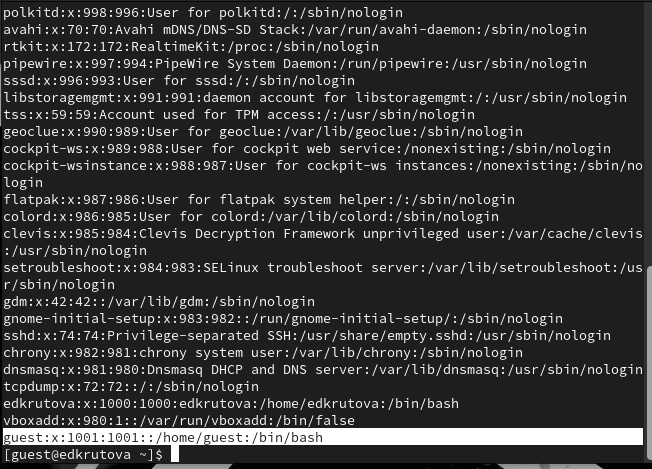 polkitd:x:998:996:User for polkitd:/:/sbin/nologin
avahi:x:70:70:Avahi mDNS/DNS-SD Stack:/var/run/avahi-daemon:/sbin/nologin
rtkit:x:172:172:RealtimeKit:/proc:/sbin/nologin
pipewire:x:997:994:PipeWire System Daemon:/run/pipewire:/usr/sbin/nologin
sssd:x:996:993:User for sssd:/:/sbin/nologin
libstoragemgmt:x:991:991:daemon account for libstoragemgmt:/:/usr/sbin/nologin
tss:x:59:59:Account used for TPM access:/:/usr/sbin/nologin
geoclue:x:990:989:User for geoclue:/var/lib/geoclue:/sbin/nologin
cockpit-ws:x:989:988:User for cockpit web service:/nonexisting:/sbin/nologin
cockpit-wsinstance:x:988:987:User for cockpit-ws instances:/nonexisting:/sbin/no
login
flatpak:x:987:986:User for flatpak system helper:/:/sbin/nologin
colord:x:986:985:User for colord:/var/lib/colord:/sbin/nologin
clevis:x:985:984:Clevis Decryption Framework unprivileged user:/var/cache/clevis
:/usr/sbin/nologin
setroubleshoot:x:984:983:SELinux troubleshoot server:/var/lib/setroubleshoot:/us
r/sbin/nologin
gdm:x:42:42::/var/lib/gdm:/sbin/nologin
gnome-initial-setup:x:983:982::/run/gnome-initial-setup/:/sbin/nologin
sshd:x:74:74:Privilege-separated SSH:/usr/share/empty.sshd:/usr/sbin/nologin
chrony:x:982:981:chrony system user:/var/lib/chrony:/sbin/nologin
dnsmasq:x:981:980:Dnsmasq DHCP and DNS server:/var/lib/dnsmasq:/usr/sbin/nologin
tcpdump:x:72:72::/:/sbin/nologin
edkrutova:x:1000:1000:edkrutova:/home/edkrutova:/bin/bash
vboxadd:x:980:1::/var/run/vboxadd:/bin/false
guest:x:1001:1001::/home/guest:/bin/bash
[guest@edkrutova ~]$